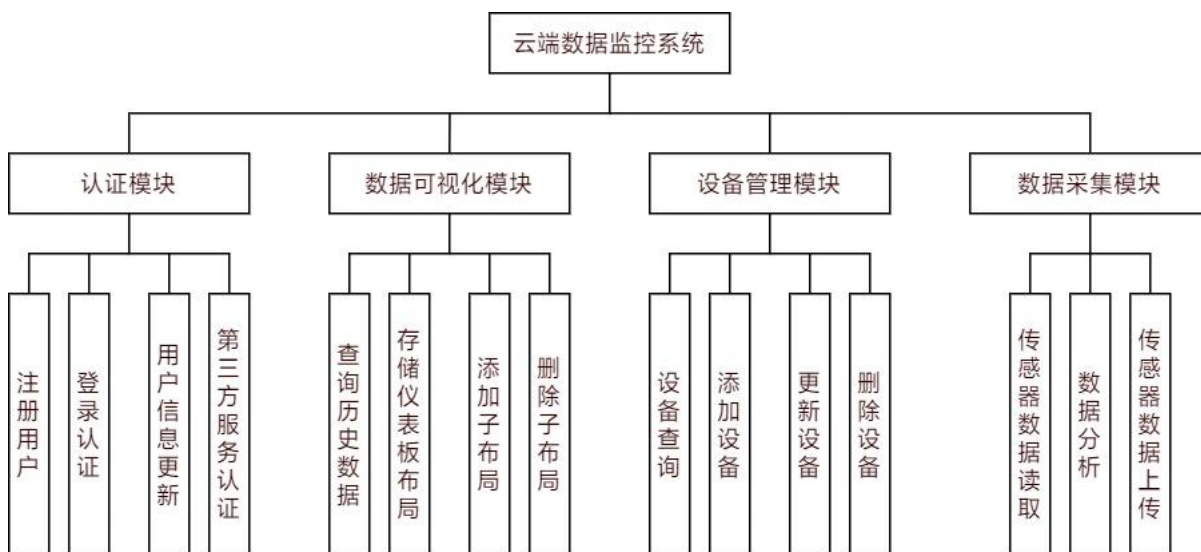 云端数据监控系统
认证模块
数据可视化模块
设备管理模块
数据采集模块
注册用户
登录认证
用户信息更新
第三方服务认证
查询历史数据
存储仪表板布局
添加子布局
删除子布局
设备查询
添加设备
更新设备
删除设备
传感器数据读取
数据分析
传感器数据上传